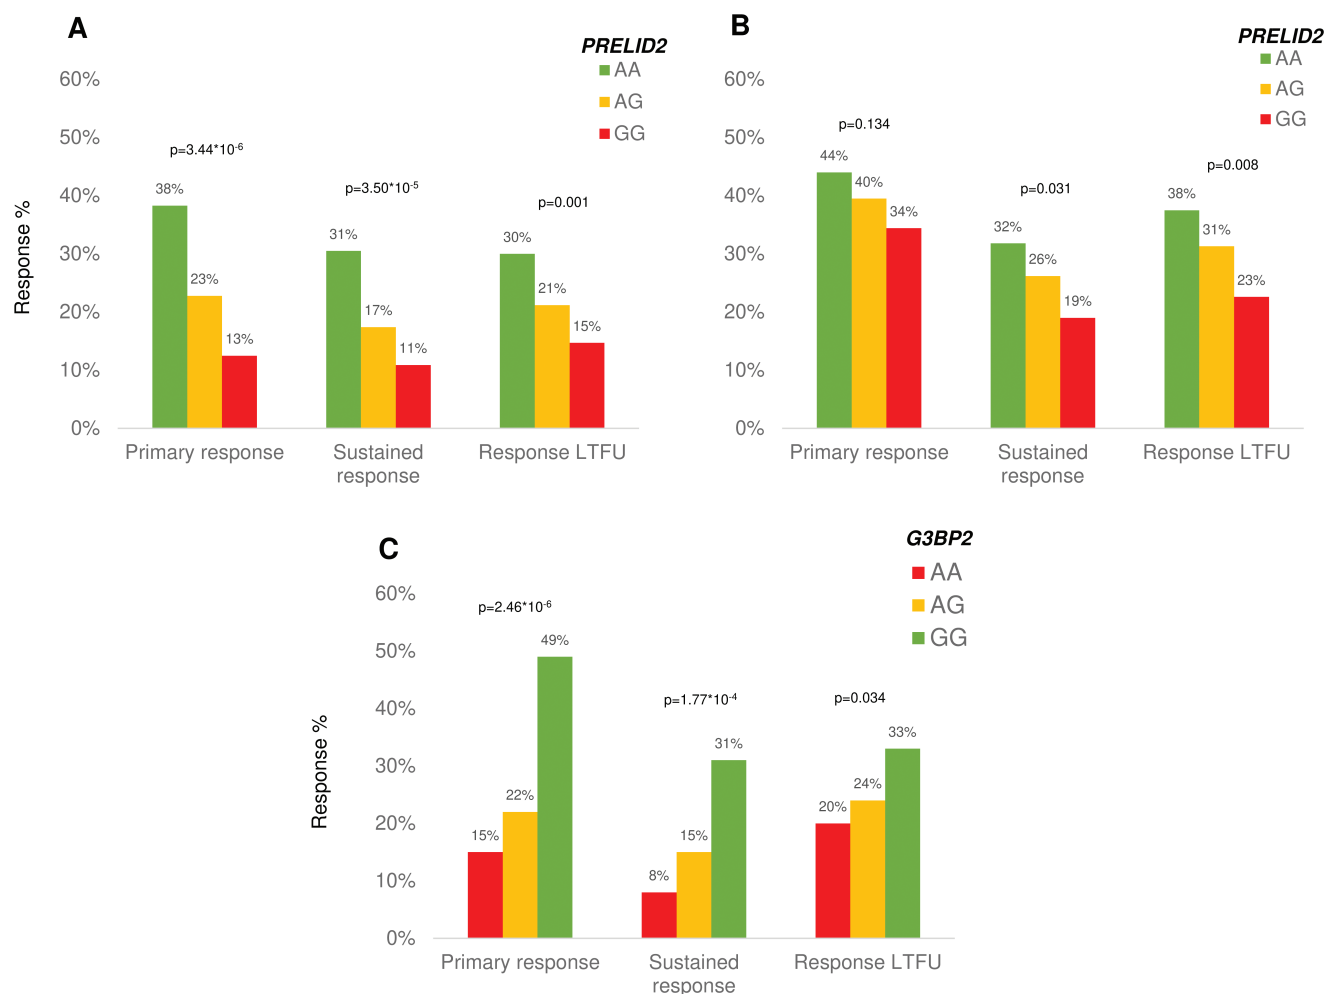 A
PRELID2
AA
AG
GG
60%
50%
40%
30%
20%
10%
0%
Response %
p=3.44*10-6
38%
23%
13%
p=3.50*10-5
31%
17%
11%
p=0.001
30%
21%
15%
Primary response
Sustained
response
Response LTFU
B
PRELID2
AA
AG
GG
60%
50%
40%
30%
20%
10%
0%
p=0.134
44%
40%
34%
p=0.031
32%
26%
19%
p=0.008
38%
31%
23%
Primary response
Sustained
response
Response LTFU
C
G3BP2
AA
AG
GG
60%
50%
40%
30%
20%
10%
0%
Response %
p=2.46*10-6
15%
22%
49%
p=1.77*10-4
8%
15%
31%
p=0.034
20%
24%
33%
Primary response
Sustained
response
Response LTFU